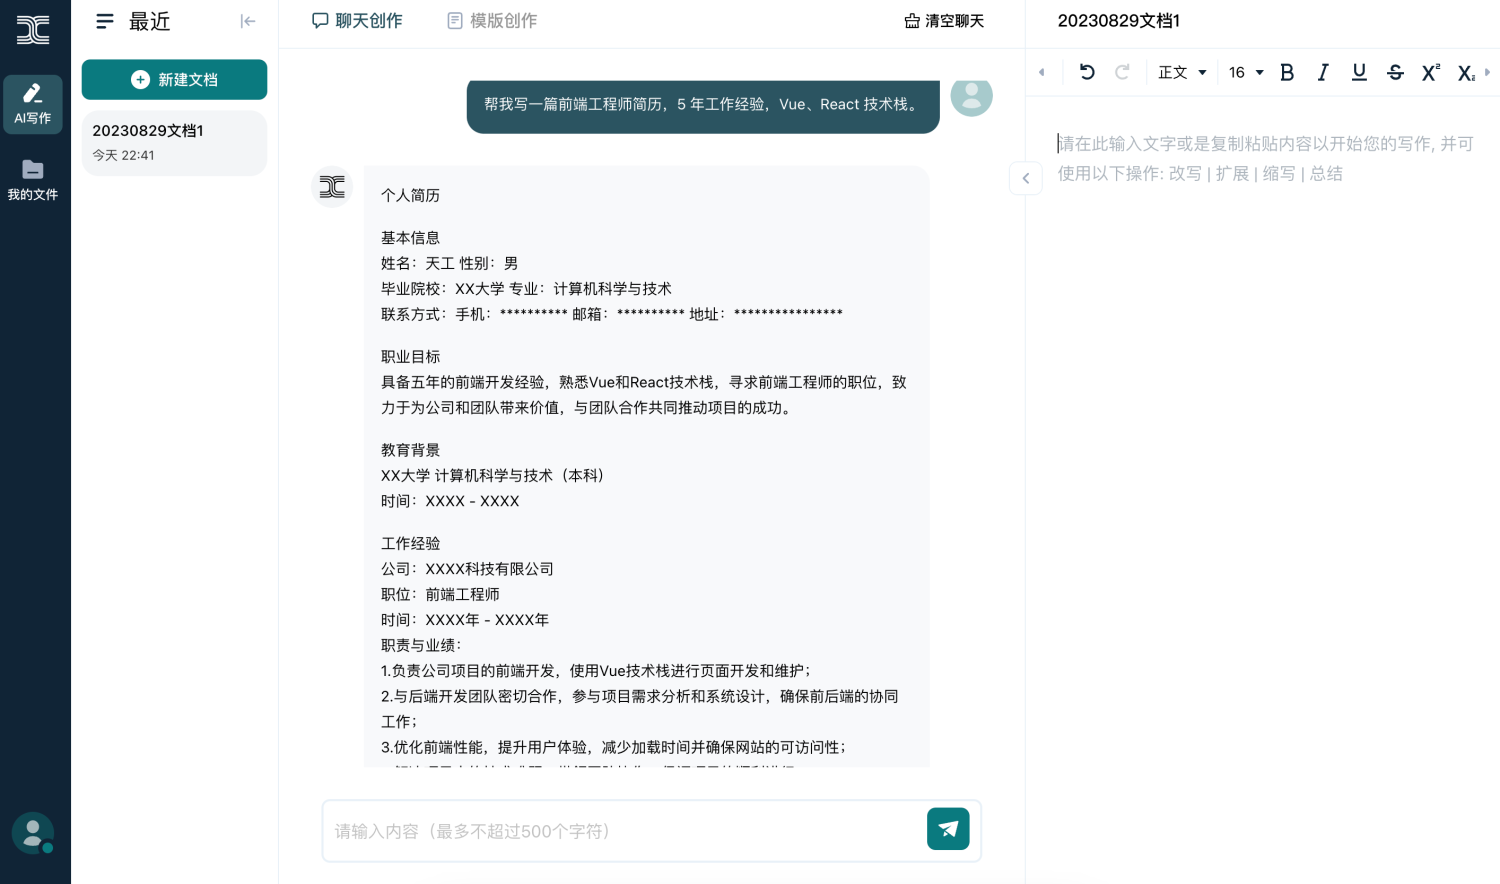 AI写作
我的文件
最近
新建文档
20230829文档1
今天 22:41
聊天创作
模版创作
清空聊天
帮我写一篇前端工程师简历，5 年工作经验，Vue、React 技术栈。
个人简历
基本信息
姓名：天工 性别：男
毕业院校：XX大学 专业：计算机科学与技术
联系方式：手机：********** 邮箱：********** 地址：****************
职业目标
具备五年的前端开发经验，熟悉Vue和React技术栈，寻求前端工程师的职位，致
力于为公司和团队带来价值，与团队合作共同推动项目的成功。
教育背景
XX大学 计算机科学与技术（本科）
时间：XXXX - XXXX
工作经验
公司：XXXX科技有限公司
职位：前端工程师
时间：XXXX年 - XXXX年
职责与业绩：
1.负责公司项目的前端开发，使用Vue技术栈进行页面开发和维护；
2.与后端开发团队密切合作，参与项目需求分析和系统设计，确保前后端的协同
工作；
3.优化前端性能，提升用户体验，减少加载时间并确保网站的可访问性；
请输入内容（最多不超过500个字符）
20230829文档1
正文 16 B I U S X² X₂
请在此输入文字或是复制粘贴内容以开始您的写作, 并可
使用以下操作: 改写 | 扩展 | 缩写 | 总结